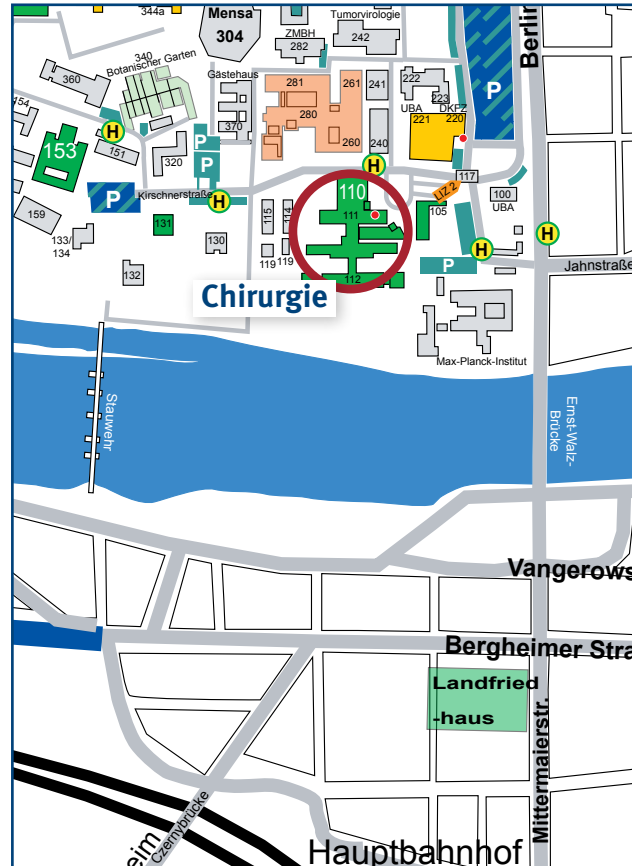 344a
Mensa
304
ZMBH
282
Tumorvirologie
242
340
Botanischer Garten
360
Gästehaus
281
261
280
260
241
222
223
UBA
DKFZ
221
220
P
Berlin
154
H
153
151
320
370
P
P
240
H
P
Kirschnerstraße
H
110
111
117
LIZ 2
100
UBA
159
133/
134
131
130
115
114
105
H
H
119
119
132
112
P
Jahnstraße
Chirurgie
Max-Planck-Institut
Stauwehr
Ernst-Walz-
Brücke
Vangerows
Bergheimer Stra
Landfried
-haus
Mittermaierstr.
Czernybrücke
eim
Hauptbahnhof